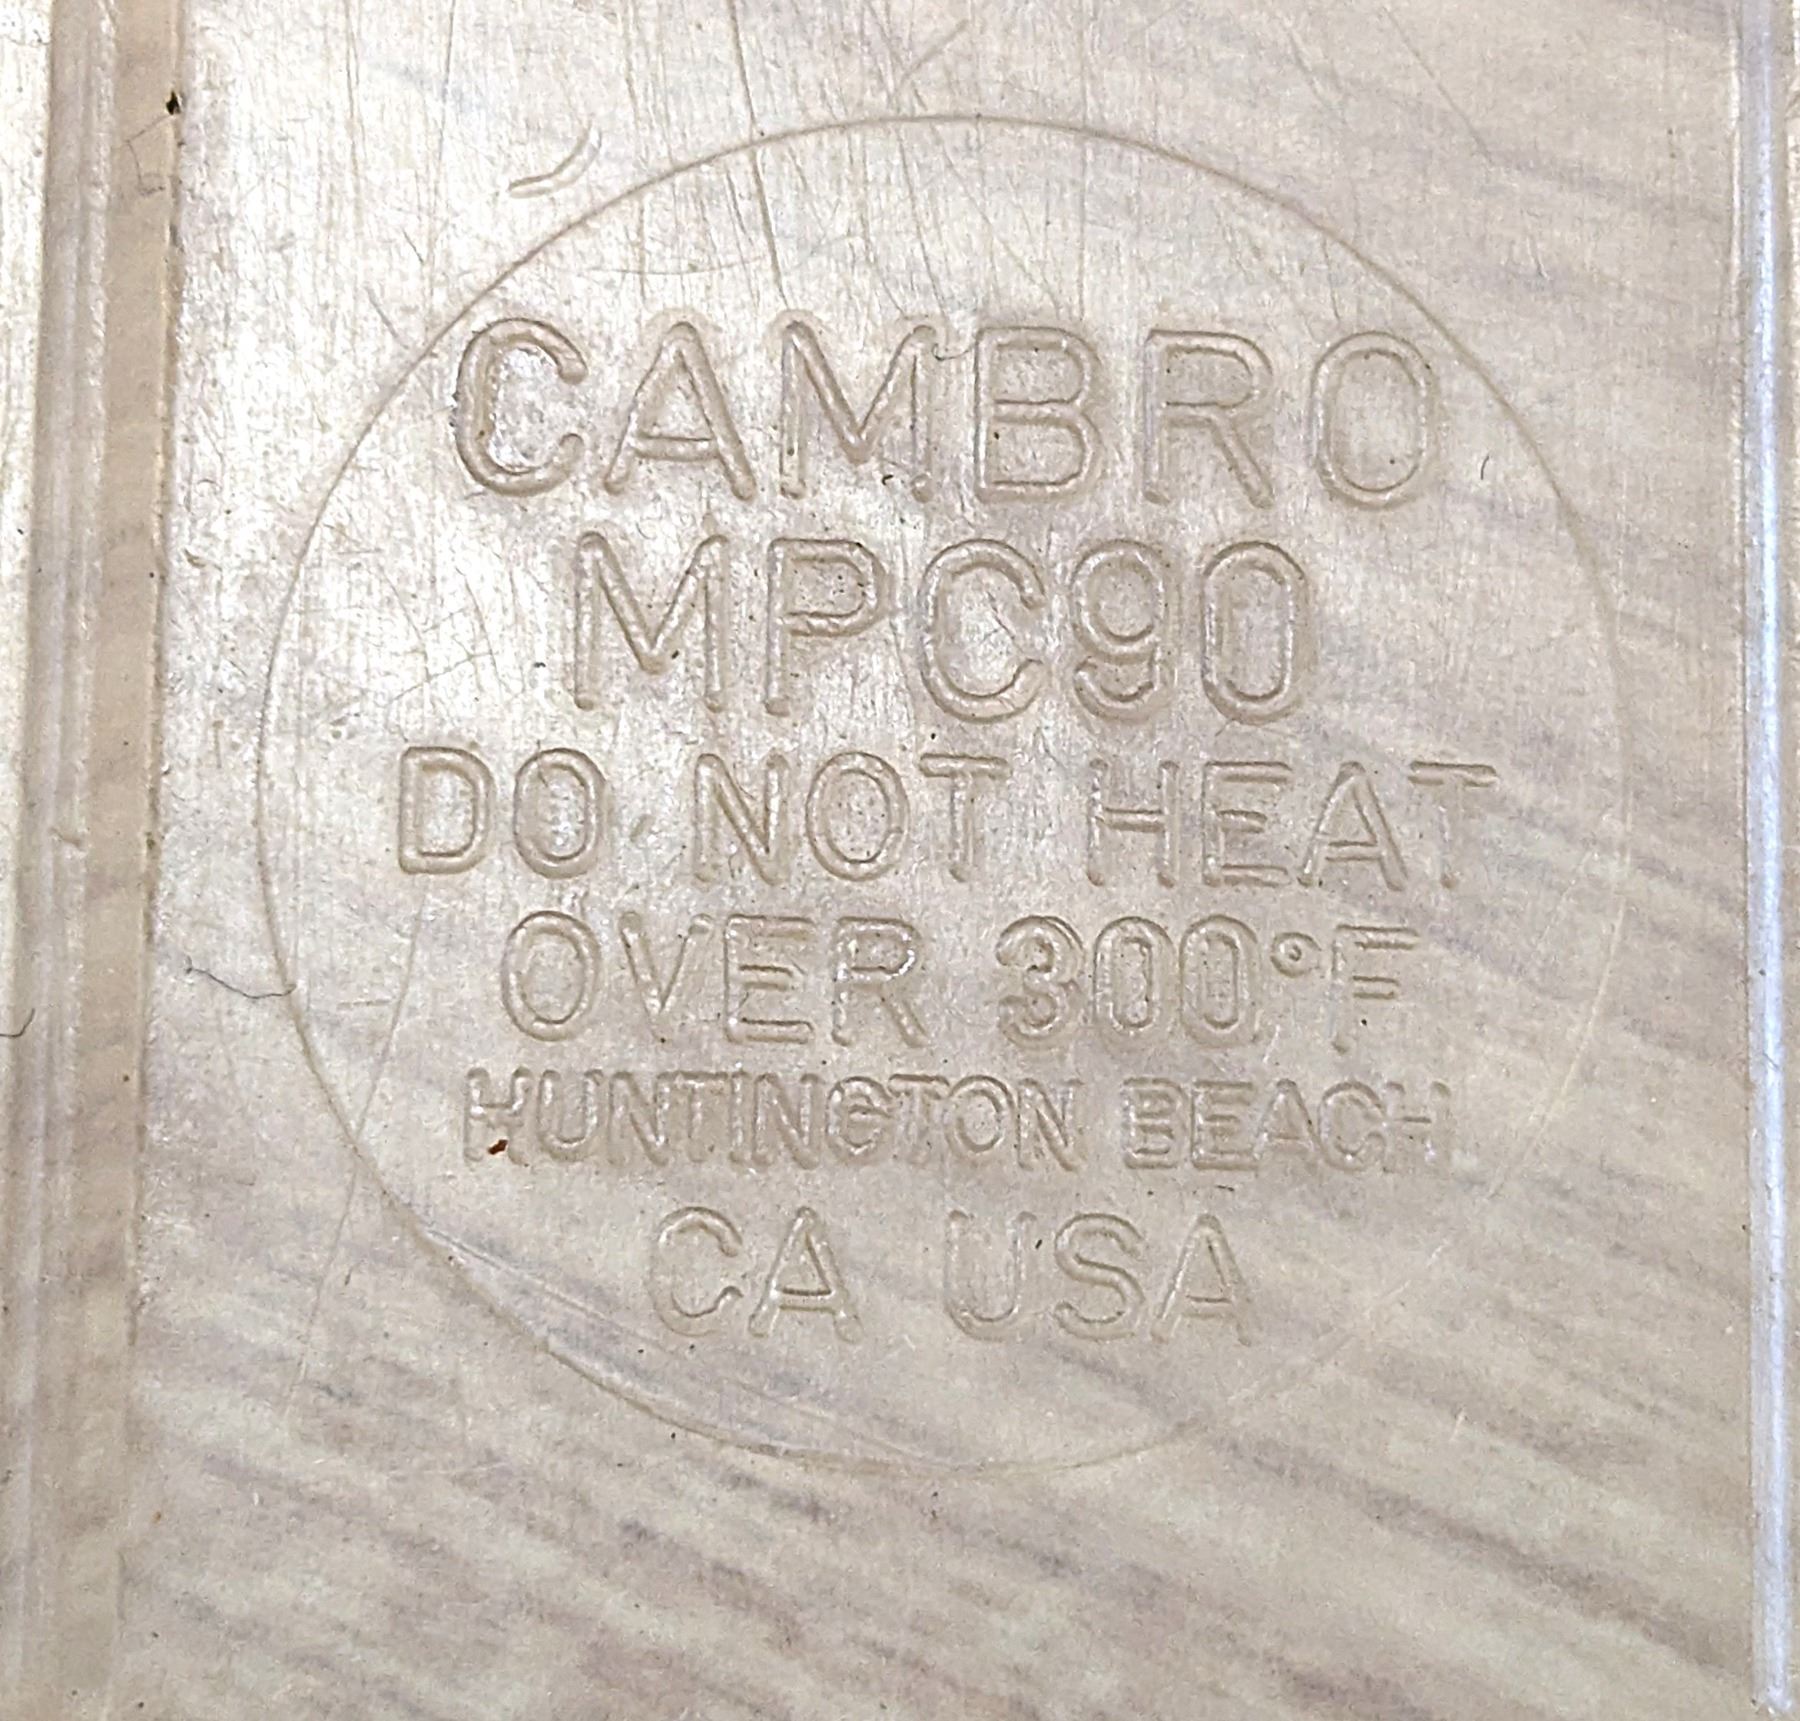 CAMBRO
MPC90
DO NOT HEAT
OVER 300°F
HUNTINGTON BEACH
CA USA